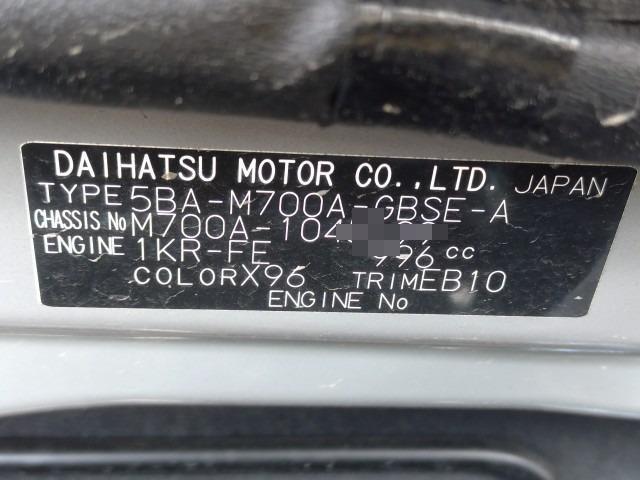 DAIHATSU MOTOR CO.,LTD. JAPAN
TYPE 5BA-M700A-GBSE-A
CHASSIS No M700A-104
ENGINE 1KR-FE 996 cc
COLOR X96 TRIM EB10
ENGINE No